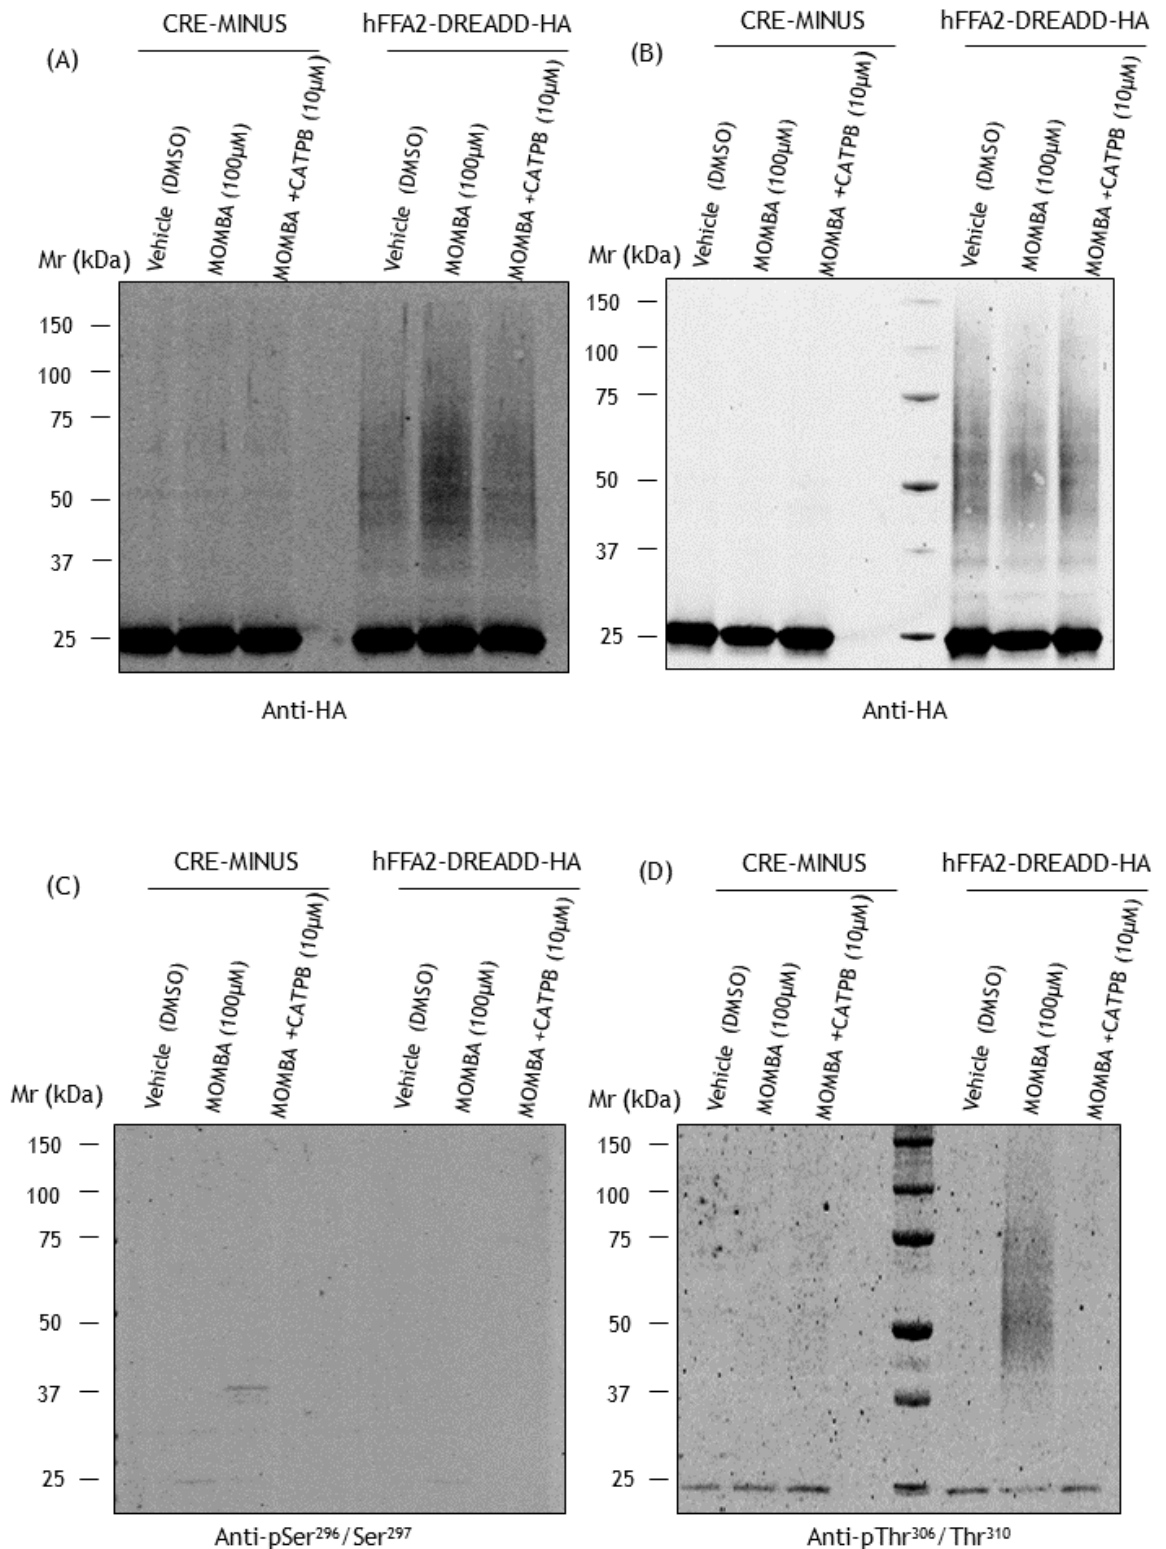 CRE-MINUS hFFA2-DREADD-HA
(A)
Vehicle (DMSO)
MOMBA (100µM)
MOMBA +CATPB (10µM)
Vehicle (DMSO)
MOMBA (100µM)
MOMBA +CATPB (10µM)
Mr (kDa)
150
100
75
50
37
25
Anti-HA
CRE-MINUS hFFA2-DREADD-HA
(B)
Vehicle (DMSO)
MOMBA (100µM)
MOMBA +CATPB (10µM)
Vehicle (DMSO)
MOMBA (100µM)
MOMBA +CATPB (10µM)
Mr (kDa)
150
100
75
50
37
25
Anti-HA
CRE-MINUS hFFA2-DREADD-HA
(C)
Vehicle (DMSO)
MOMBA (100µM)
MOMBA +CATPB (10µM)
Vehicle (DMSO)
MOMBA (100µM)
MOMBA +CATPB (10µM)
Mr (kDa)
150
100
75
50
37
25
Anti-pSer²⁹⁶/Ser²⁹⁷
CRE-MINUS hFFA2-DREADD-HA
(D)
Vehicle (DMSO)
MOMBA (100µM)
MOMBA +CATPB (10µM)
Vehicle (DMSO)
MOMBA (100µM)
MOMBA +CATPB (10µM)
Mr (kDa)
150
100
75
50
37
25
Anti-pThr³⁰⁶/Thr³¹⁰